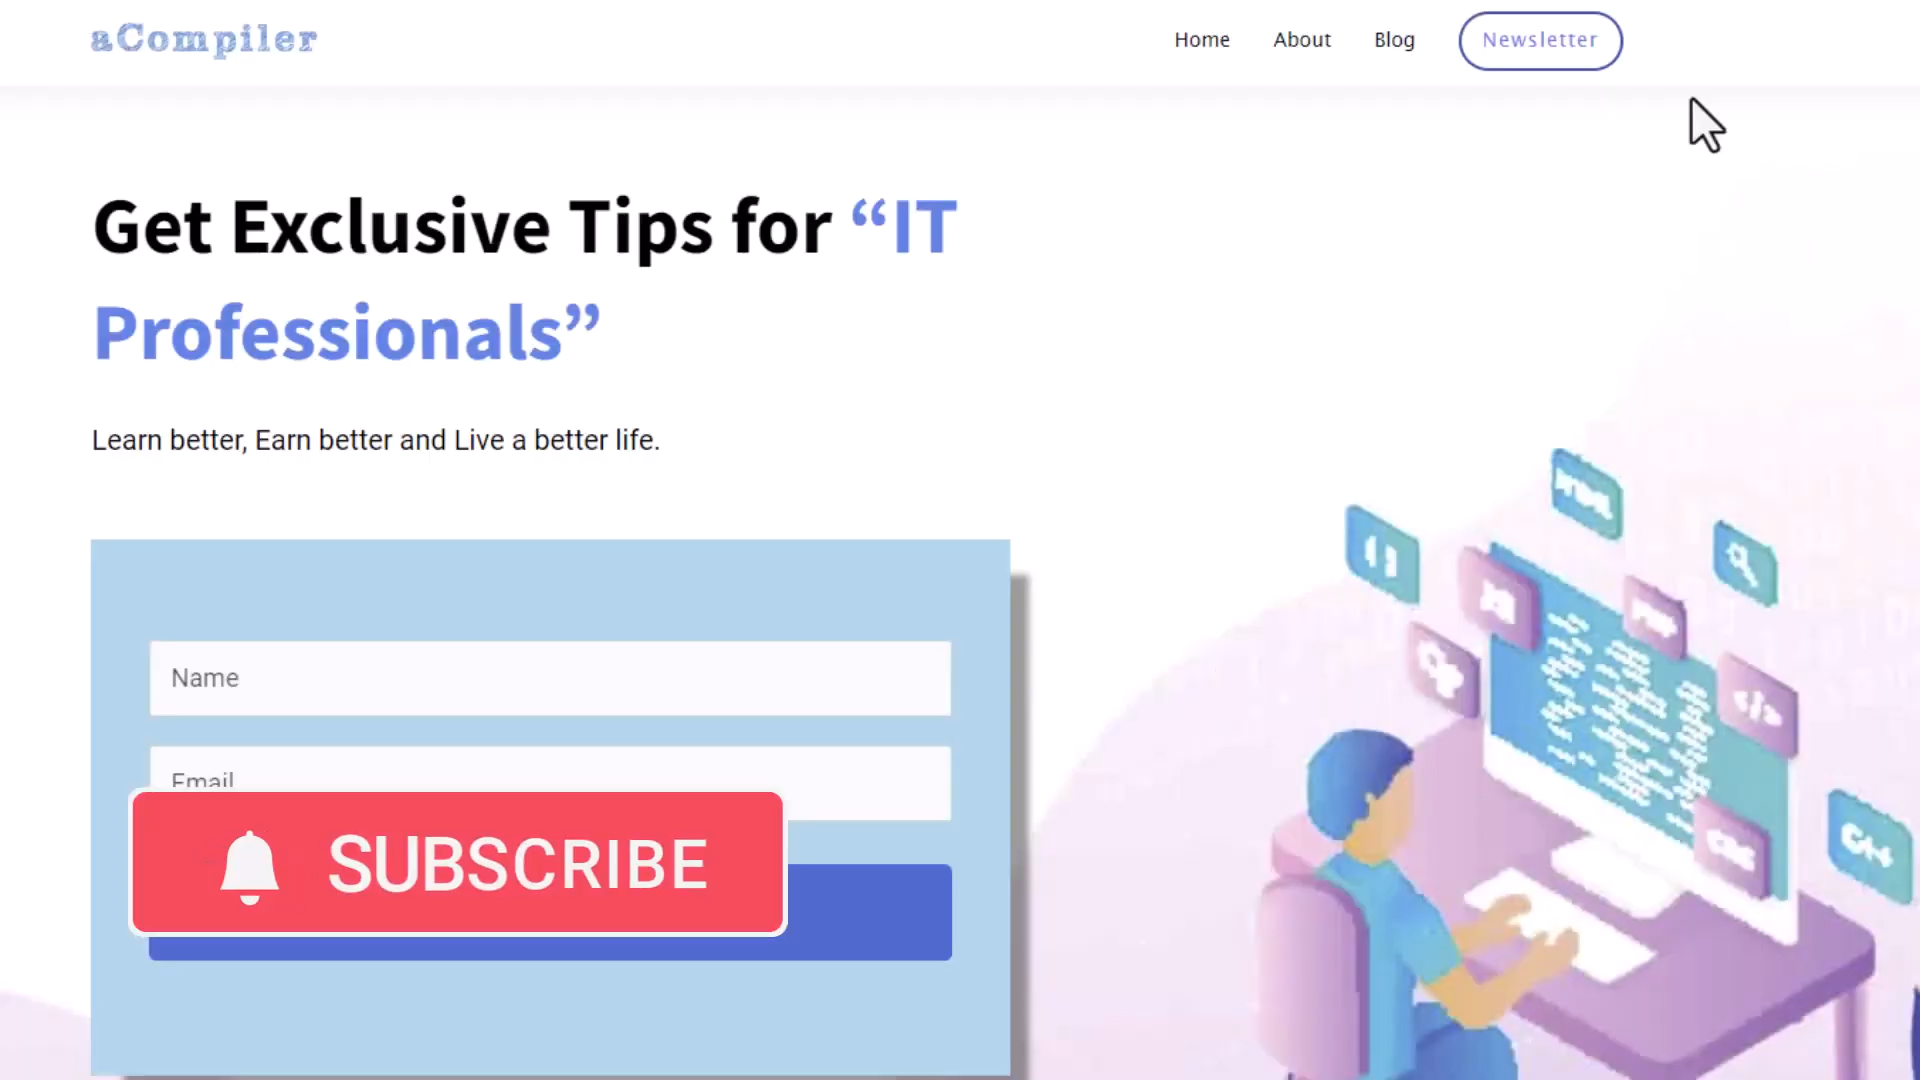 aCompiler
Home
About
Blog
Newsletter
Get Exclusive Tips for “IT
Professionals”
Learn better, Earn better and Live a better life.
Name
Email
SUBSCRIBE